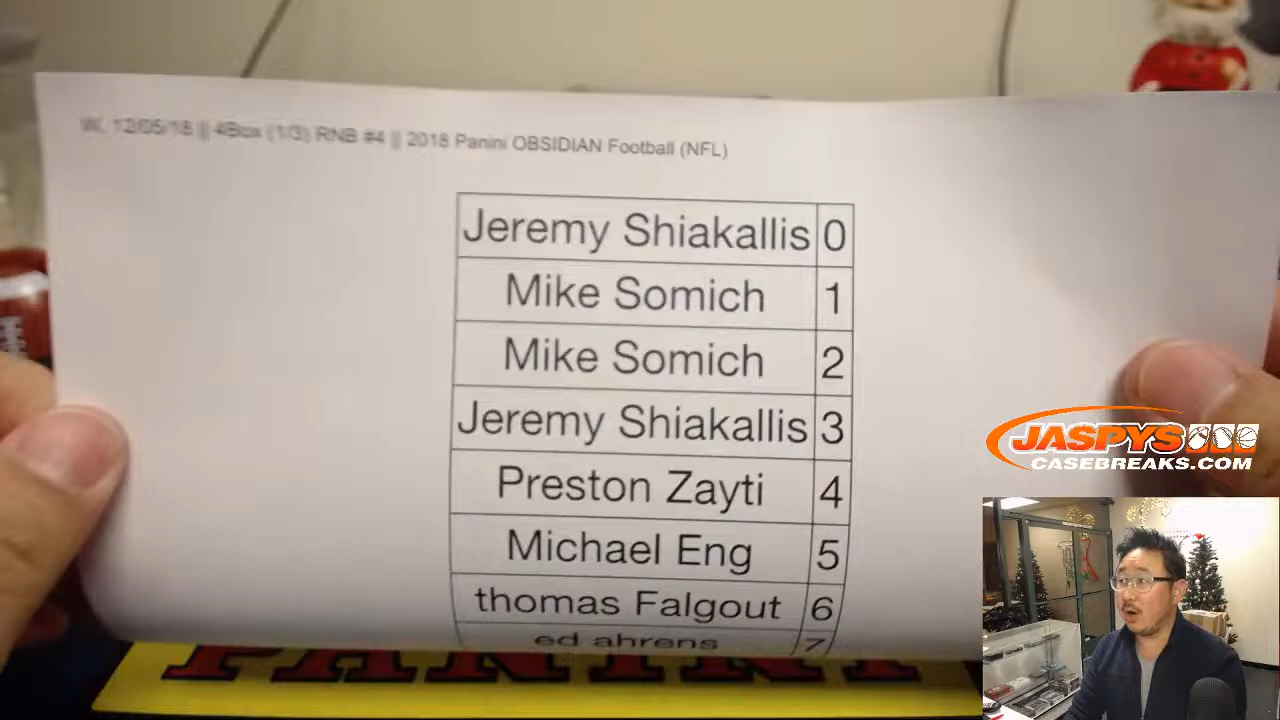 W, 12/05/18 || 4Box (1/3) RNB #4 || 2018 Panini OBSIDIAN Football (NFL)
Jeremy Shiakallis 0
Mike Somich 1
Mike Somich 2
Jeremy Shiakallis 3
Preston Zayti 4
Michael Eng 5
thomas Falgout 6
ed ahrens 7
PANINI
JASPYS
CASEBREAKS.COM